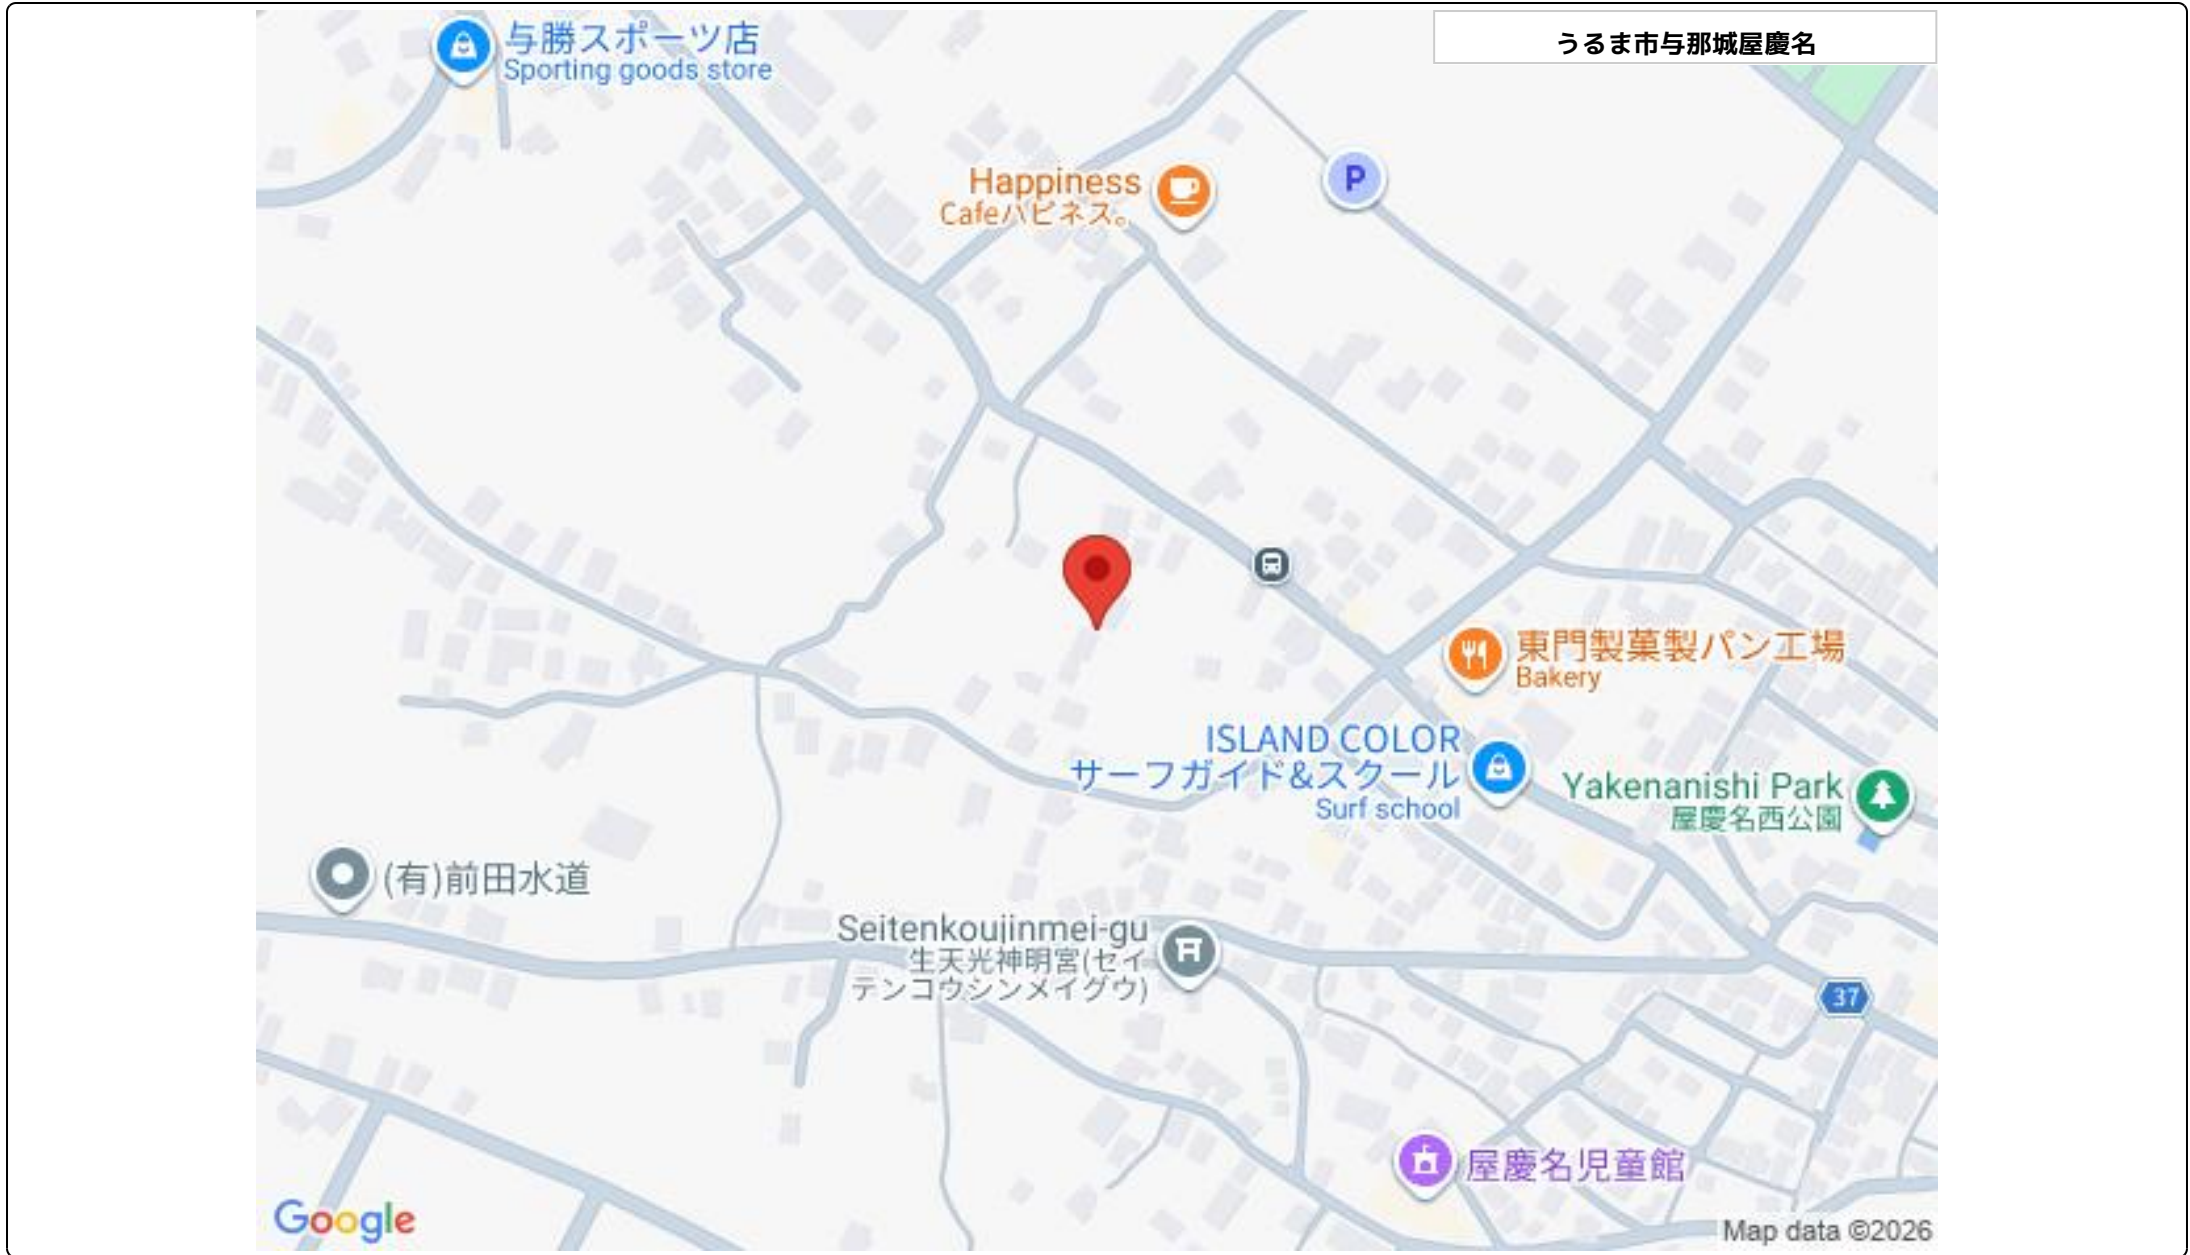 与勝スポーツ店
Sporting goods store
うるま市与那城屋慶名
Happiness
Cafeハピネス。
P
東門製菓製パン工場
Bakery
ISLAND COLOR
サーフガイド&スクール
Surf school
Yakenanishi Park
屋慶名西公園
(有)前田水道
Seitenkoujinmei-gu
生天光神明宮(セイ
テンコウシンメイグウ)
37
屋慶名児童館
Google
Map data ©2026